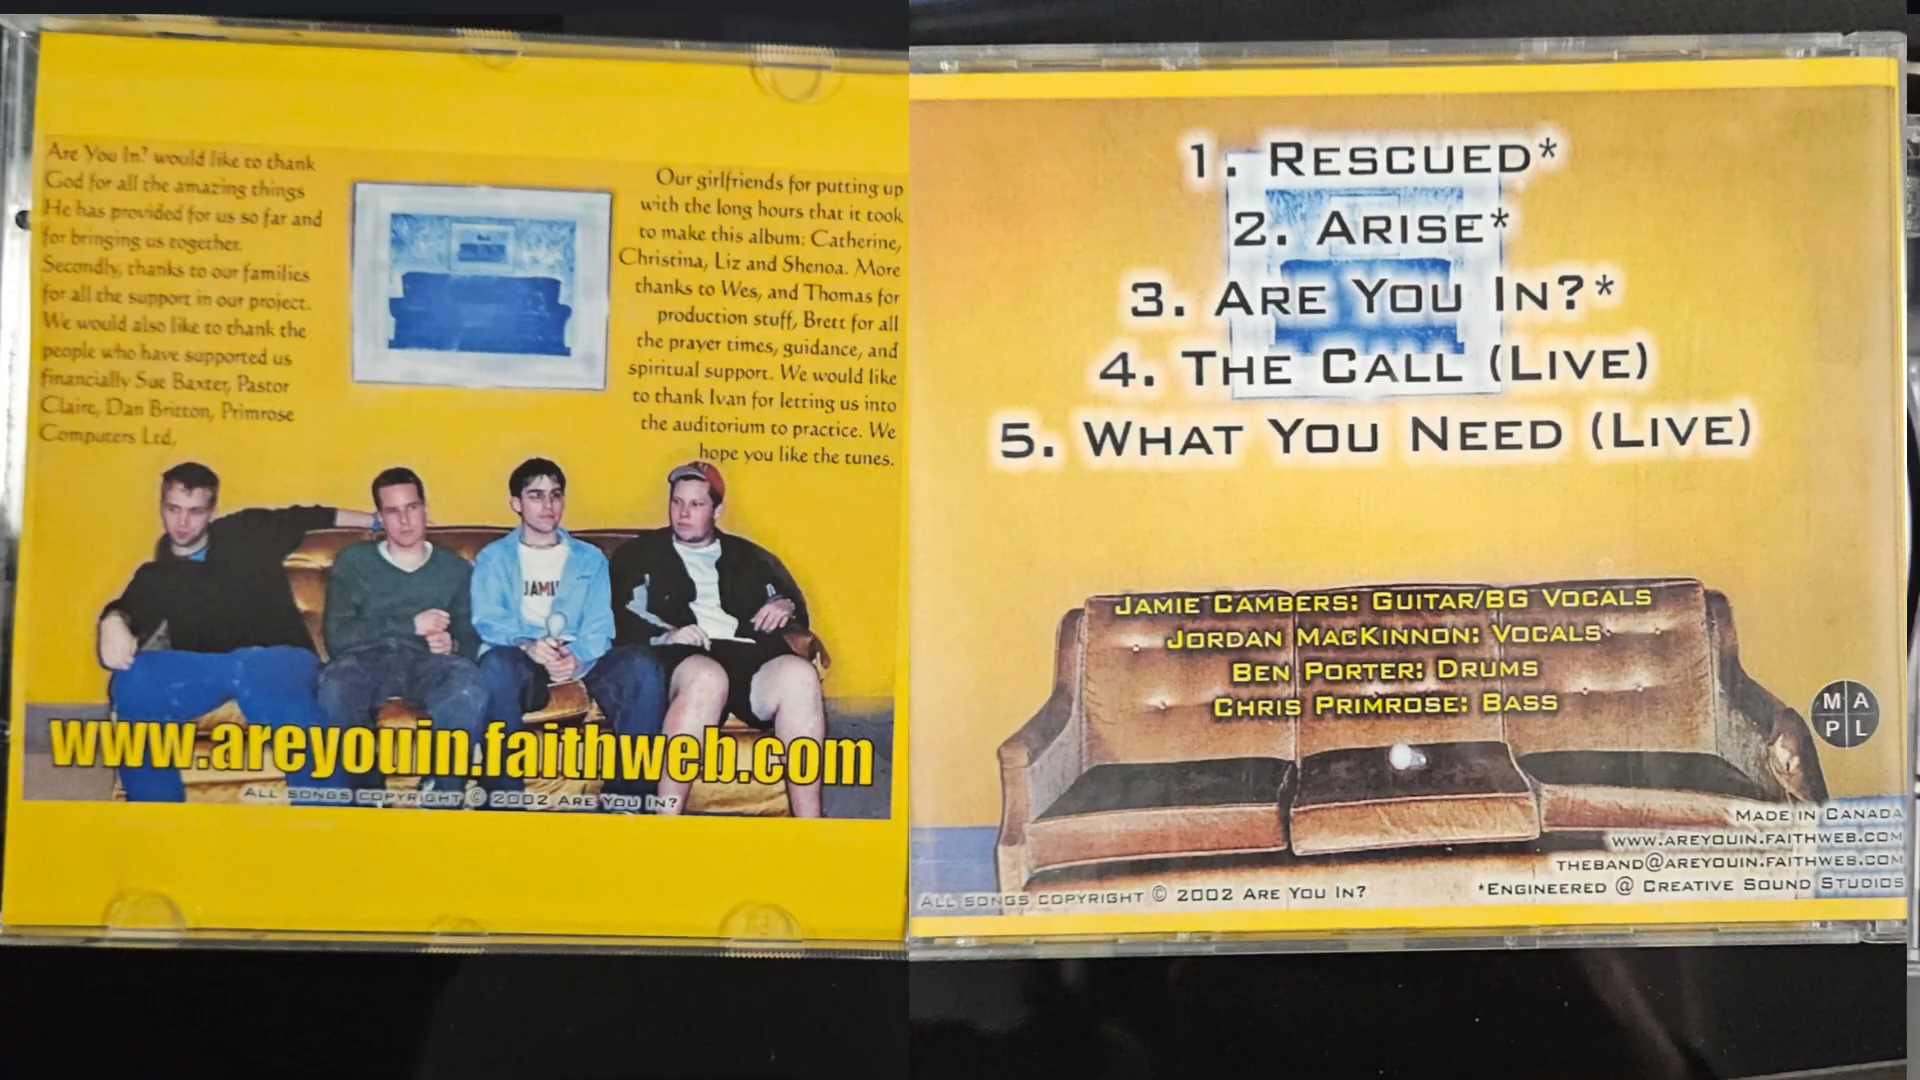 Are You In? would like to thank
God for all the amazing things
He has provided for us so far and
for bringing us together.
Secondly, thanks to our families
for all the support in our project.
We would also like to thank the
people who have supported us
financially Sue Baxter, Pastor
Claire, Dan Britton, Primrose
Computers Ltd,
Our girlfriends for putting up
with the long hours that it took
to make this album: Catherine,
Christina, Liz and Shenoa. More
thanks to Wes, and Thomas for
production stuff, Brett for all
the prayer times, guidance, and
spiritual support. We would like
to thank Ivan for letting us into
the auditorium to practice. We
hope you like the tunes.
www.areyouin.faithweb.com
All songs copyright © 2002 Are You In?
1. Rescued*
2. Arise*
3. Are You In?*
4. The Call (Live)
5. What You Need (Live)
Jamie Cambers: Guitar/BG Vocals
Jordan MacKinnon: Vocals
Ben Porter: Drums
Chris Primrose: Bass
M A
P L
Made in Canada
www.areyouin.faithweb.com
theband@areyouin.faithweb.com
*Engineered @ Creative Sound Studios
All songs copyright © 2002 Are You In?